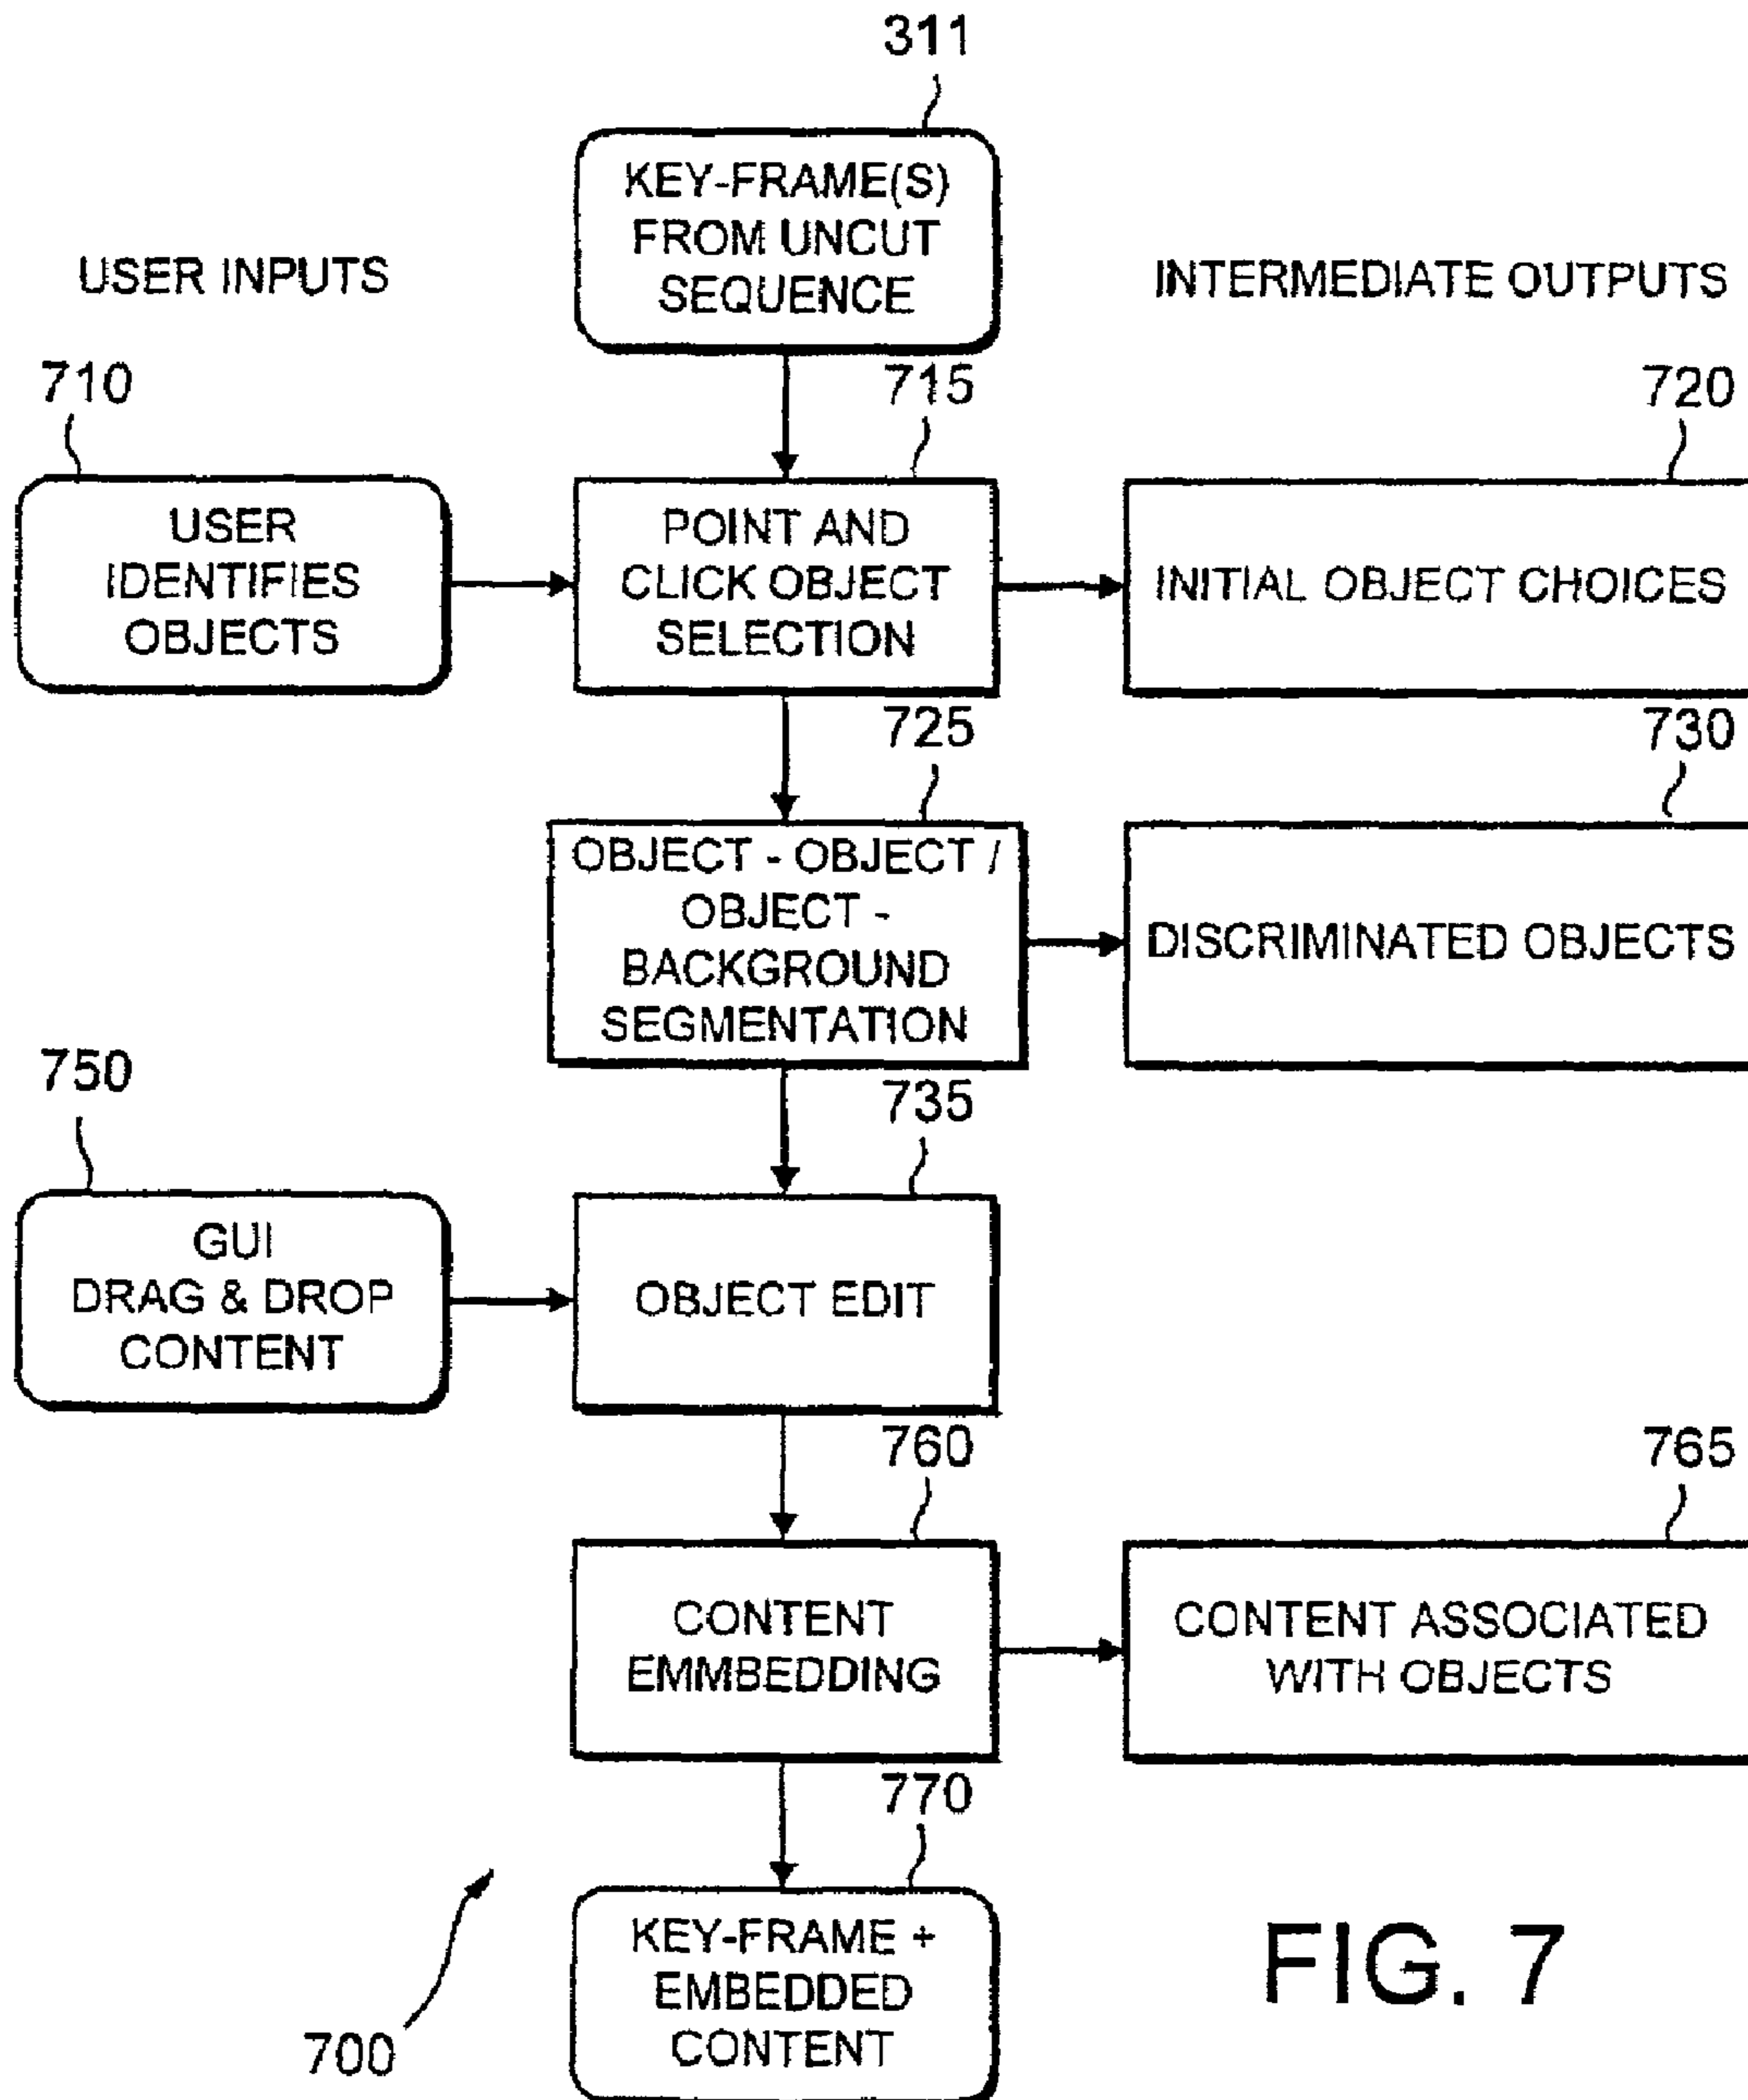 311
KEY-FRAME(S)
FROM UNCUT
SEQUENCE
USER INPUTS
INTERMEDIATE OUTPUTS
710
715
720
USER
IDENTIFIES
OBJECTS
POINT AND
CLICK OBJECT
SELECTION
INITIAL OBJECT CHOICES
725
730
OBJECT - OBJECT /
OBJECT -
BACKGROUND
SEGMENTATION
DISCRIMINATED OBJECTS
750
735
GUI
DRAG & DROP
CONTENT
OBJECT EDIT
760
765
CONTENT
EMMBEDDING
CONTENT ASSOCIATED
WITH OBJECTS
770
KEY-FRAME +
EMBEDDED
CONTENT
700
FIG. 7